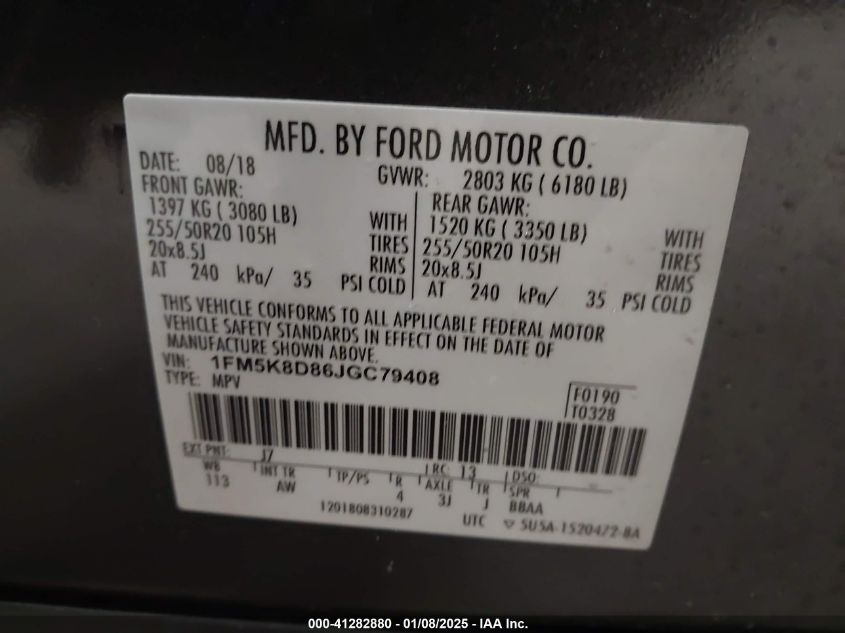 MFD. BY FORD MOTOR CO.
DATE: 08/18 GVWR: 2803 KG ( 6180 LB)
FRONT GAWR: REAR GAWR:
1397 KG ( 3080 LB) WITH 1520 KG ( 3350 LB) WITH
255/50R20 105H TIRES 255/50R20 105H TIRES
20x8.5J RIMS 20x8.5J RIMS
AT 240 kPa/ 35 PSI COLD AT 240 kPa/ 35 PSI COLD
THIS VEHICLE CONFORMS TO ALL APPLICABLE FEDERAL MOTOR
VEHICLE SAFETY STANDARDS IN EFFECT ON THE DATE OF
MANUFACTURE SHOWN ABOVE.
VIN: 1FM5K8D86JGC79408
TYPE: MPV
F0190
T0328
EXT PNT: J7 RC: 13 DSO:
WB INT TR TP/PS R AXLE TR SPR
113 AW 4 3J J BBAA
1201808310287 UTC ▽ 5U5A-1520472-BA
000-41282880 - 01/08/2025 - IAA Inc.